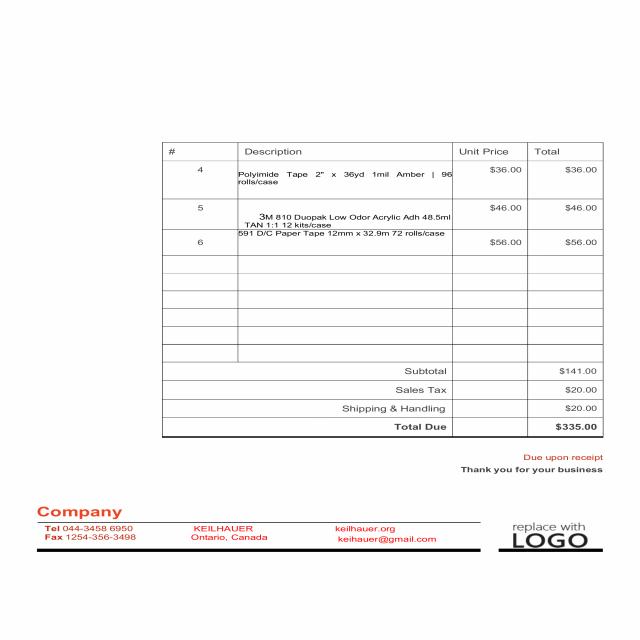 # Description Unit Price Total
4 Polyimide Tape 2" x 36yd 1mil Amber | 96 $36.00 $36.00
rolls/case
5 $46.00 $46.00
3M 810 Duopak Low Odor Acrylic Adh 48.5ml
TAN 1:1 12 kits/case
591 D/C Paper Tape 12mm x 32.9m 72 rolls/case
6 $56.00 $56.00
Subtotal $141.00
Sales Tax $20.00
Shipping & Handling $20.00
Total Due $335.00
Due upon receipt
Thank you for your business
Company
Tel 044-3458 6950 KEILHAUER keilhauer.org
Fax 1254-356-3498 Ontario, Canada keihauer@gmail.com
replace with
LOGO